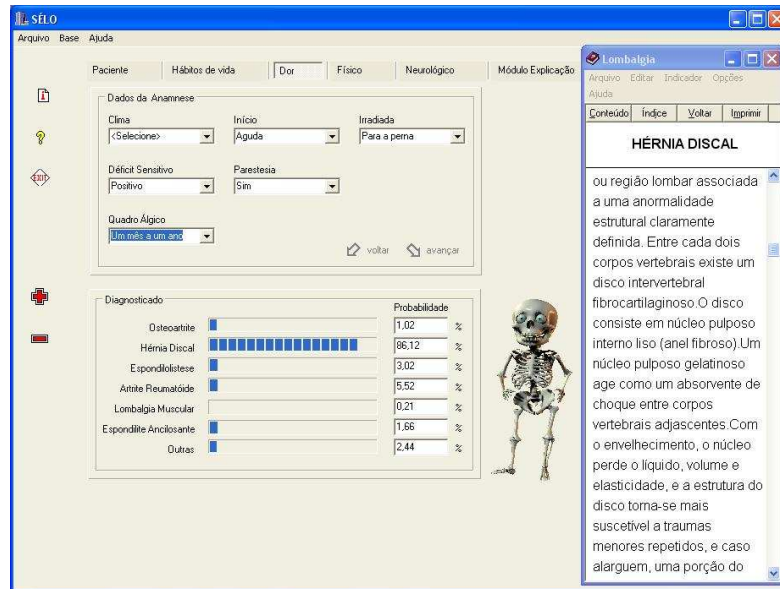 SÉLO
Arquivo Base Ajuda
Paciente Hábitos de vida Dor Físico Neurológico Módulo Explicação
Dados da Anamnese
Clima Início Irradiada
<Selecione> Aguda Para a perna
Déficit Sensitivo Parestesia
Positivo Sim
Quadro Álgico
Um mês a um ano
voltar avançar
EXIT
Diagnosticado
Probabilidade
Osteoartrite 1,02 %
Hérnia Discal 86,12 %
Espondilolistese 3,02 %
Artrite Reumatóide 5,52 %
Lombalgia Muscular 0,21 %
Espondilite Ancilosante 1,66 %
Outras 2,44 %
Lombalgia
Arquivo Editar Indicador Opções
Ajuda
Conteúdo Índice Voltar Imprimir
HÉRNIA DISCAL
ou região lombar associada
a uma anormalidade
estrutural claramente
definida. Entre cada dois
corpos vertebrais existe um
disco intervertebral
fibrocartilaginoso.O disco
consiste em núcleo pulposo
interno liso (anel fibroso).Um
núcleo pulposo gelatinoso
age como um absorvente de
choque entre corpos
vertebrais adjascentes.Com
o envelhecimento, o núcleo
perde o líquido, volume e
elasticidade, e a estrutura do
disco torna-se mais
suscetível a traumas
menores repetidos, e caso
alarguem, uma porção do